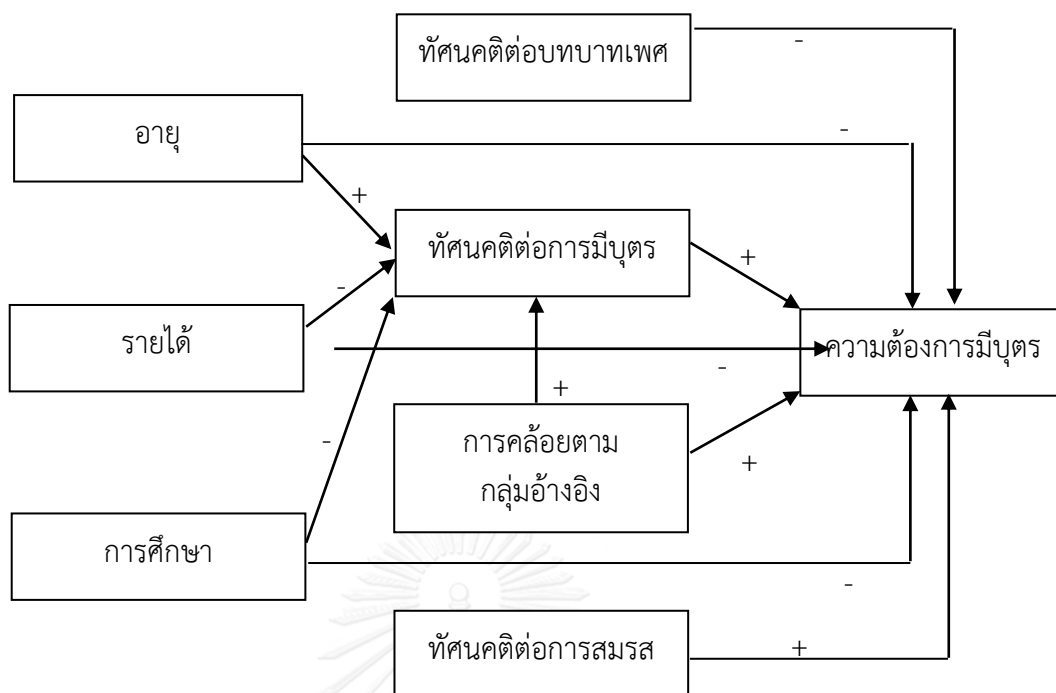 ทัศนคติต่อบทบาทเพศ
-
อายุ
-
+
ทัศนคติต่อการมีบุตร
+
-
รายได้
ความต้องการมีบุตร
-
+
-
การคล้อยตาม
กลุ่มอ้างอิง
+
การศึกษา
-
ทัศนคติต่อการสมรส
+